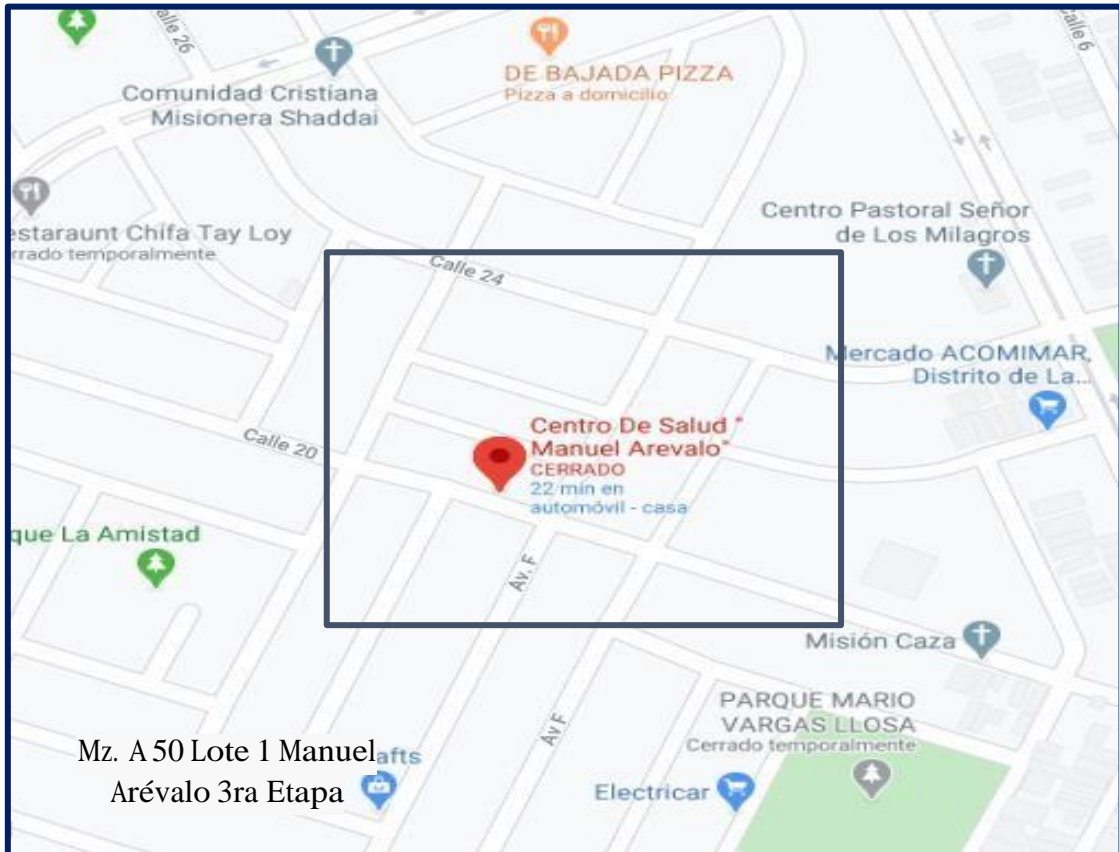 Calle 26
Calle 6
DE BAJADA PIZZA
Pizza a domicilio
Comunidad Cristiana
Misionera Shaddai
estaraunt Chifa Tay Loy
rrado temporalmente
Centro Pastoral Señor
de Los Milagros
Calle 24
Mercado ACOMIMAR,
Distrito de La...
Centro De Salud "
Manuel Arevalo"
CERRADO
22 min en
automóvil - casa
Calle 20
que La Amistad
Av. F
Misión Caza
PARQUE MARIO
VARGAS LLOSA
Cerrado temporalmente
Av F
Mz. A 50 Lote 1 Manuel
Arévalo 3ra Etapa
afts
Electricar